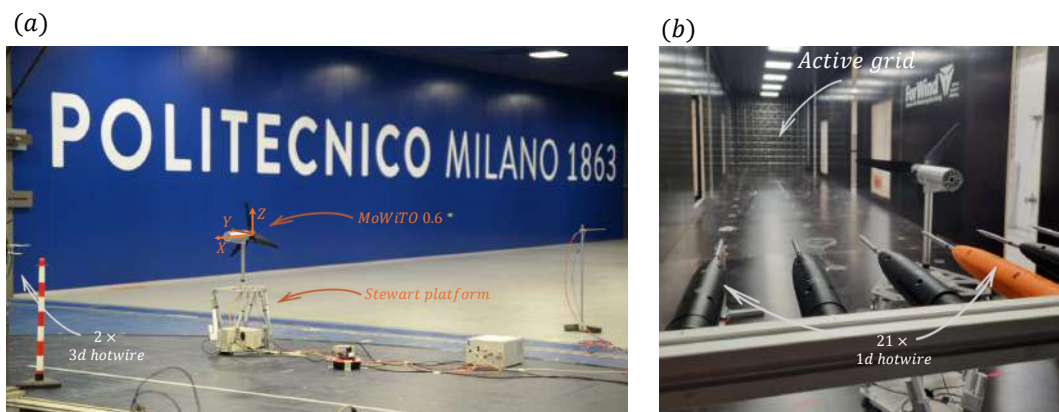 (a)
POLITECNICO MILANO 1863
Z
Y
X
MoWiTO 0.6
Stewart platform
2 ×
3d hotwire
(b)
Active grid
ForWind
21 ×
1d hotwire